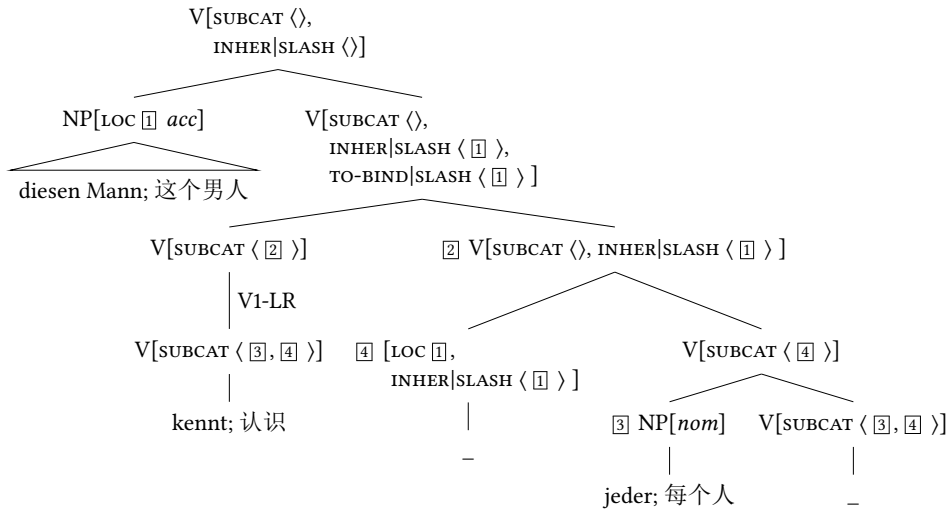 V[SUBCAT ⟨⟩,
INHER|SLASH ⟨⟩]
NP[LOC 1 acc]
V[SUBCAT ⟨⟩,
INHER|SLASH ⟨ 1 ⟩,
TO-BIND|SLASH ⟨ 1 ⟩ ]
diesen Mann; 这个男人
V[SUBCAT ⟨ 2 ⟩]
2 V[SUBCAT ⟨⟩, INHER|SLASH ⟨ 1 ⟩ ]
V1-LR
V[SUBCAT ⟨ 3 , 4 ⟩]
4 [LOC 1 ,
INHER|SLASH ⟨ 1 ⟩ ]
V[SUBCAT ⟨ 4 ⟩]
kennt; 认识
_
3 NP[nom]
V[SUBCAT ⟨ 3 , 4 ⟩]
jeder; 每个人
_